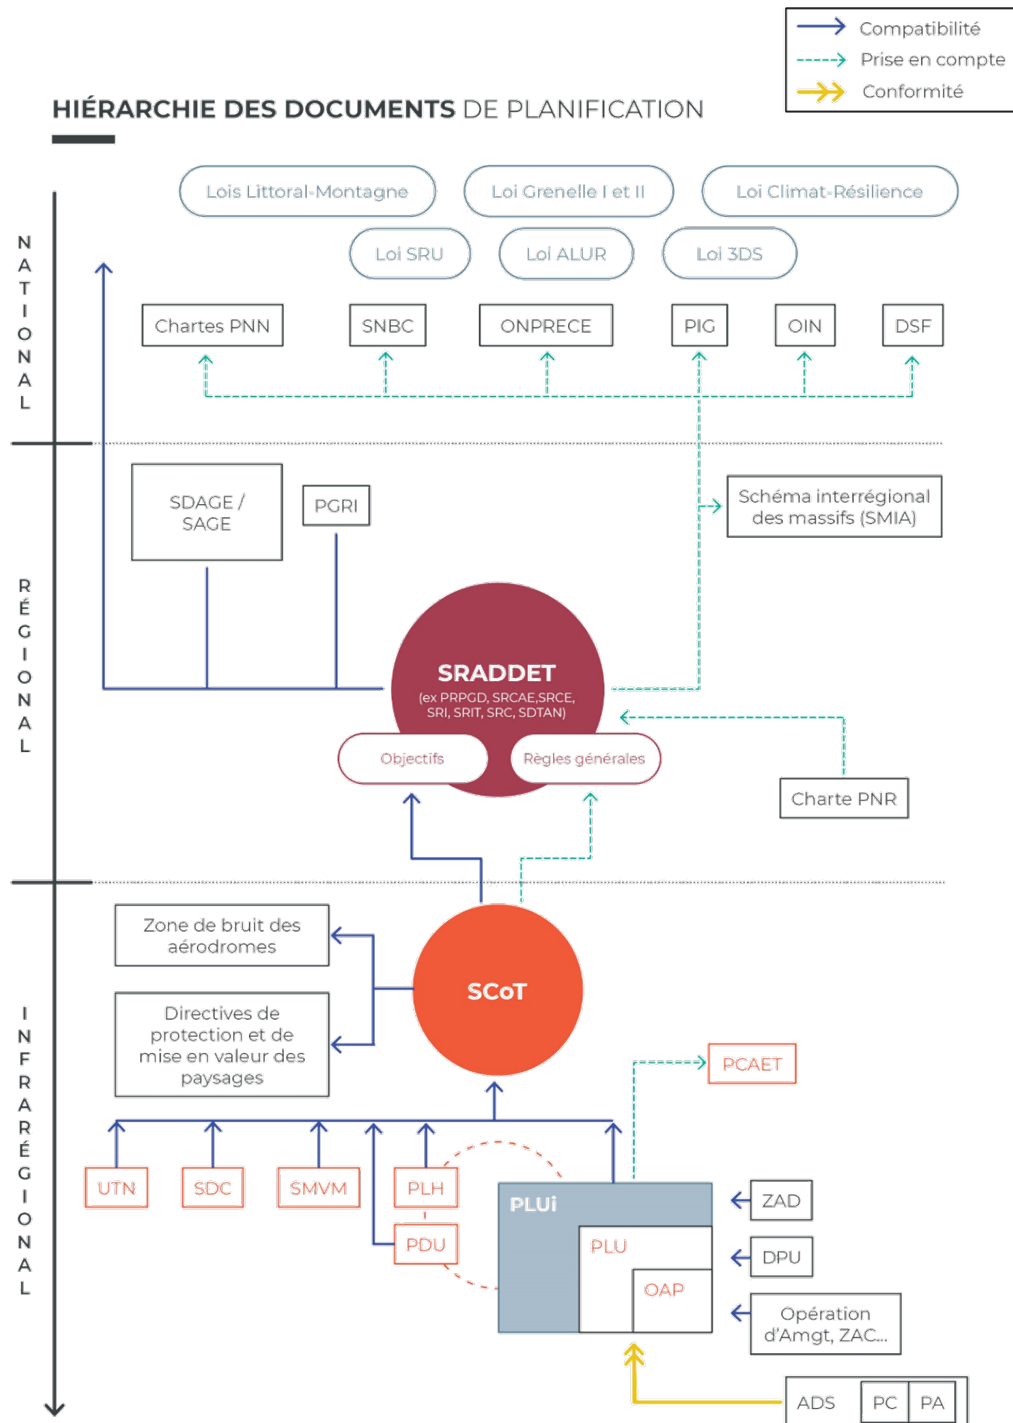 Compatibilité
Prise en compte
Conformité
HIÉRARCHIE DES DOCUMENTS DE PLANIFICATION
NATIONAL
Lois Littoral-Montagne
Loi Grenelle I et II
Loi Climat-Résilience
Loi SRU
Loi ALUR
Loi 3DS
Chartes PNN
SNBC
ONPRECE
PIG
OIN
DSF
RÉGIONAL
SDAGE /
SAGE
PGRI
Schéma interrégional
des massifs (SMIA)
SRADDET
(ex PRPGD, SRCAE,SRCE,
SRI, SRIT, SRC, SDTAN)
Objectifs
Règles générales
Charte PNR
INFRARÉGIONAL
Zone de bruit des
aérodromes
SCoT
Directives de
protection et de
mise en valeur des
paysages
PCAET
UTN
SDC
SMVM
PLH
PDU
PLUi
PLU
OAP
ZAD
DPU
Opération
d'Amgt, ZAC...
ADS
PC
PA